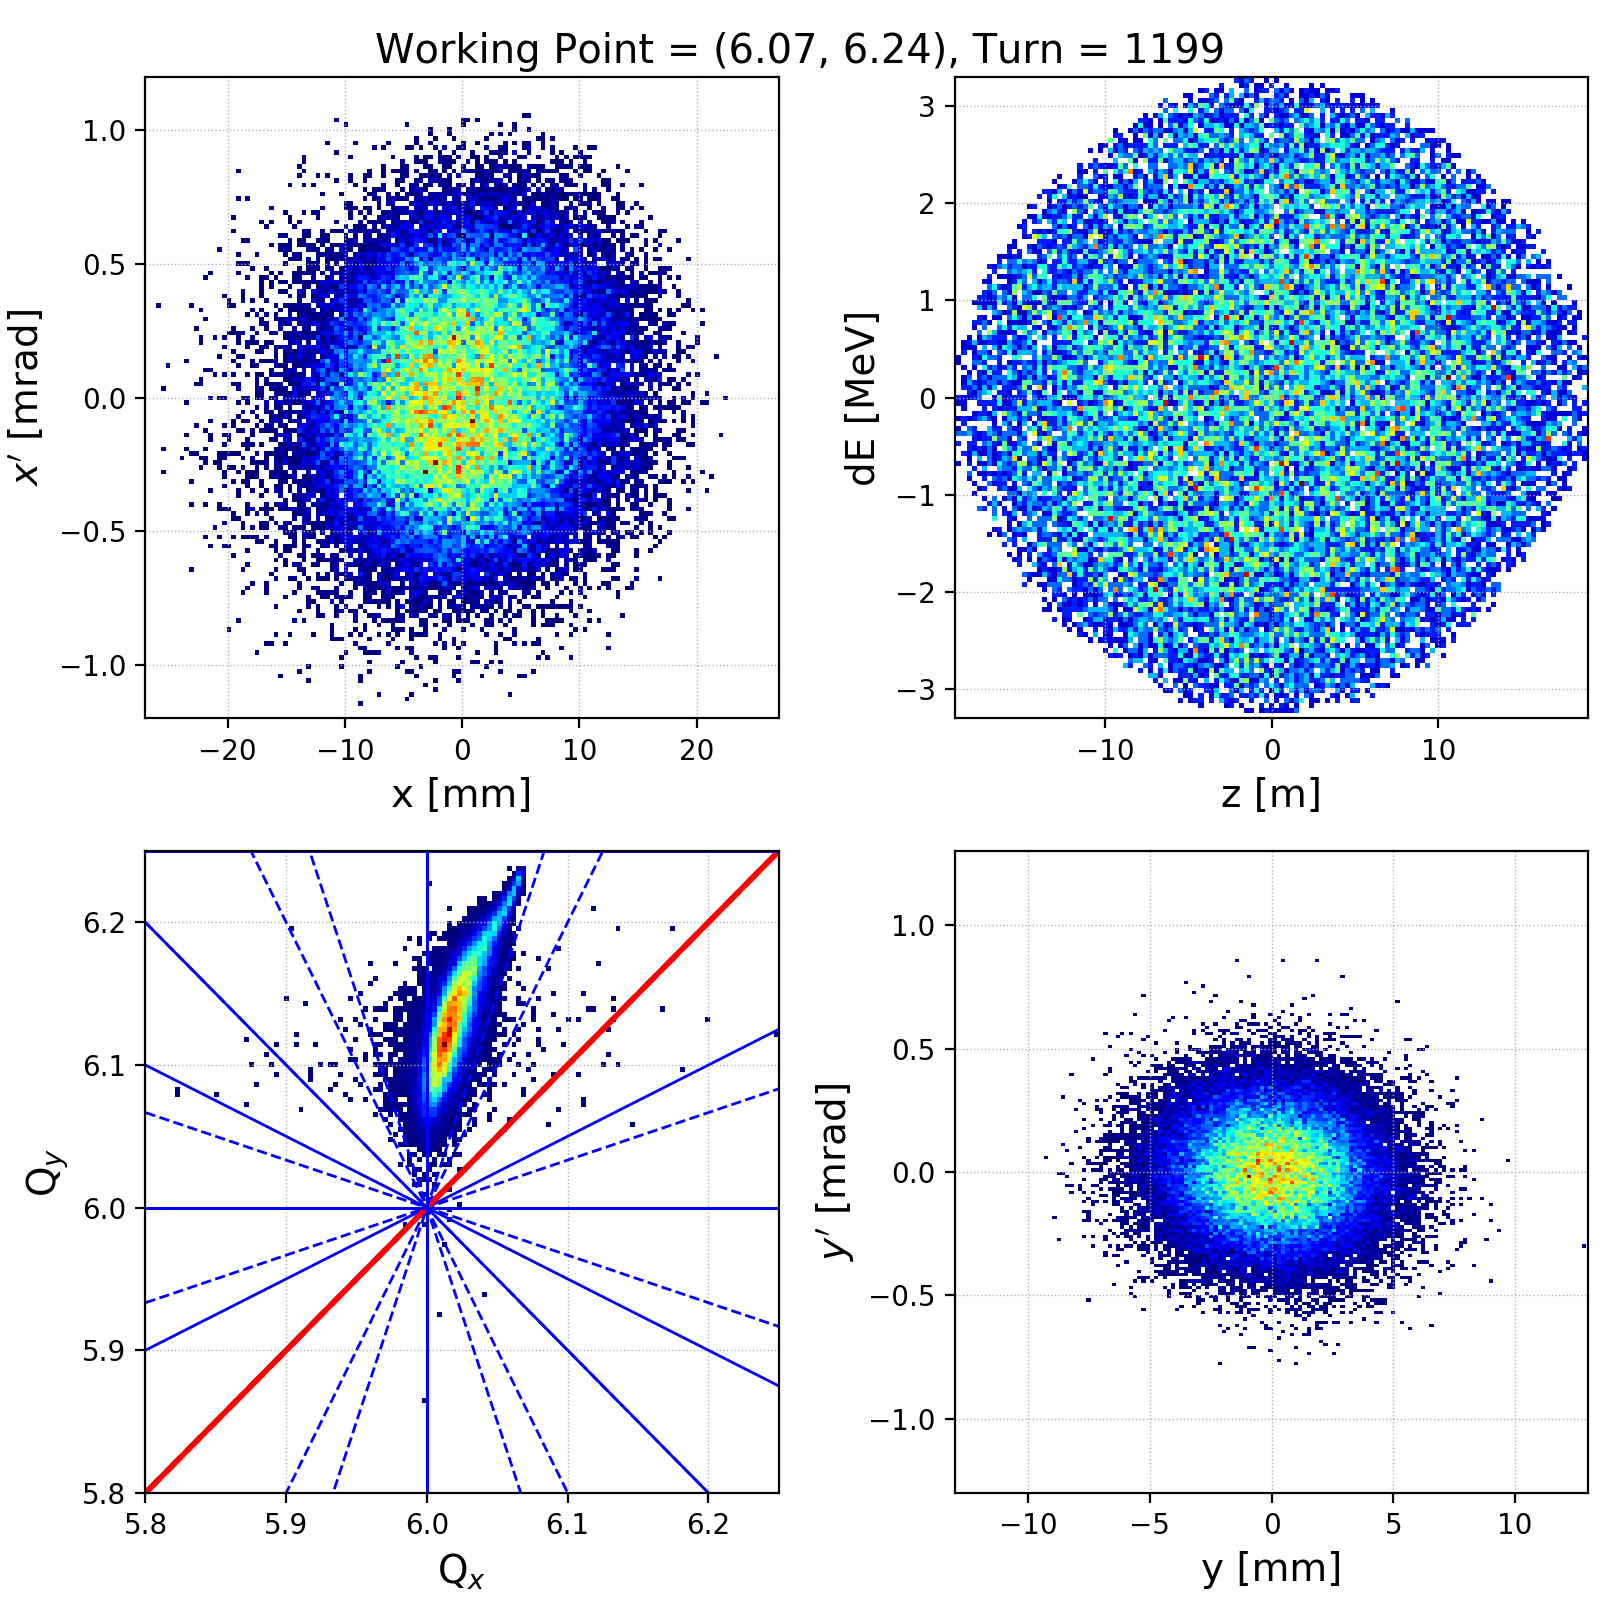 Working Point = (6.07, 6.24), Turn = 1199
1.0
0.5
0.0
−0.5
−1.0
x′ [mrad]
−20 −10 0 10 20
x [mm]
3
2
1
0
−1
−2
−3
dE [MeV]
−10 0 10
z [m]
6.2
6.1
6.0
5.9
5.8
Qy
5.8 5.9 6.0 6.1 6.2
Qx
1.0
0.5
0.0
−0.5
−1.0
y′ [mrad]
−10 −5 0 5 10
y [mm]